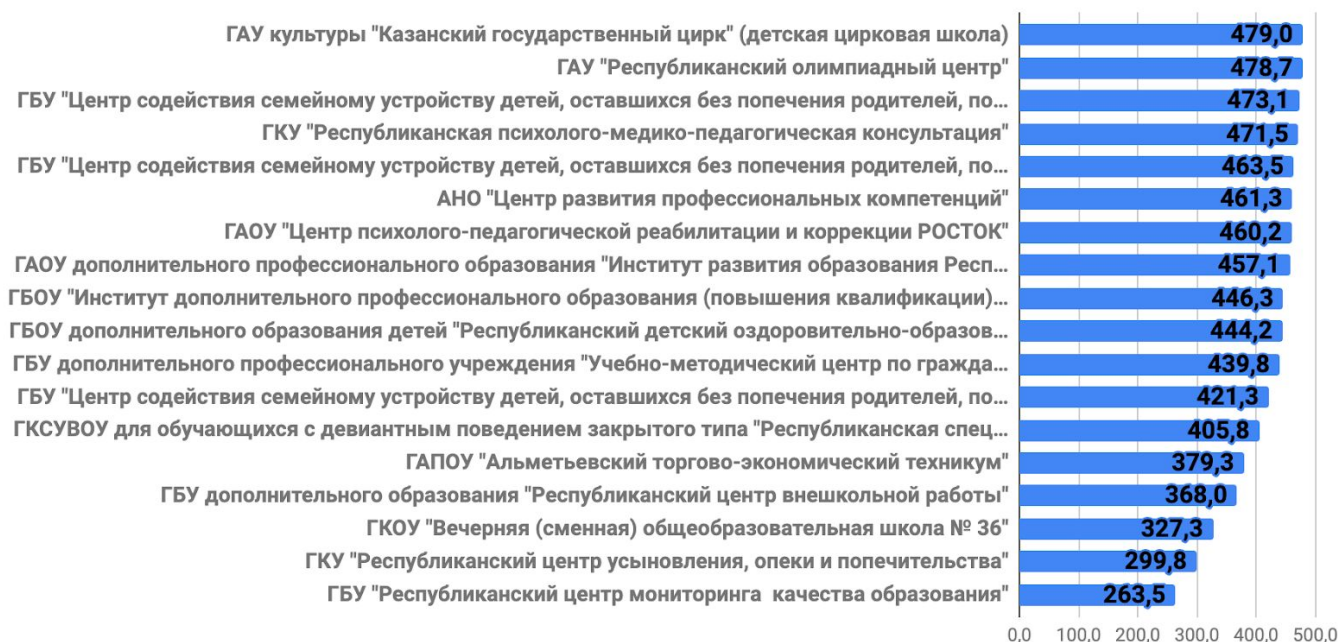 ГАУ культуры "Казанский государственный цирк" (детская цирковая школа) 479,0
ГАУ "Республиканский олимпиадный центр" 478,7
ГБУ "Центр содействия семейному устройству детей, оставшихся без попечения родителей, по... 473,1
ГКУ "Республиканская психолого-медико-педагогическая консультация" 471,5
ГБУ "Центр содействия семейному устройству детей, оставшихся без попечения родителей, по... 463,5
АНО "Центр развития профессиональных компетенций" 461,3
ГАОУ "Центр психолого-педагогической реабилитации и коррекции РОСТОК" 460,2
ГАОУ дополнительного профессионального образования "Институт развития образования Респ... 457,1
ГБОУ "Институт дополнительного профессионального образования (повышения квалификации)... 446,3
ГБОУ дополнительного образования детей "Республиканский детский оздоровительно-образов... 444,2
ГБУ дополнительного профессионального учреждения "Учебно-методический центр по гражда... 439,8
ГБУ "Центр содействия семейному устройству детей, оставшихся без попечения родителей, по... 421,3
ГКСУВОУ для обучающихся с девиантным поведением закрытого типа "Республиканская спец... 405,8
ГАПОУ "Альметьевский торгово-экономический техникум" 379,3
ГБУ дополнительного образования "Республиканский центр внешкольной работы" 368,0
ГКОУ "Вечерняя (сменная) общеобразовательная школа № 36" 327,3
ГКУ "Республиканский центр усыновления, опеки и попечительства" 299,8
ГБУ "Республиканский центр мониторинга  качества образования" 263,5
0,0 100,0 200,0 300,0 400,0 500,0